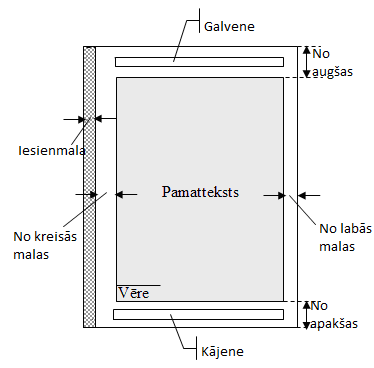 Galvene
No
augšas
Iesienmala
Pamatteksts
No kreisās
malas
No labās
malas
Vēre
No
apakšas
Kājene